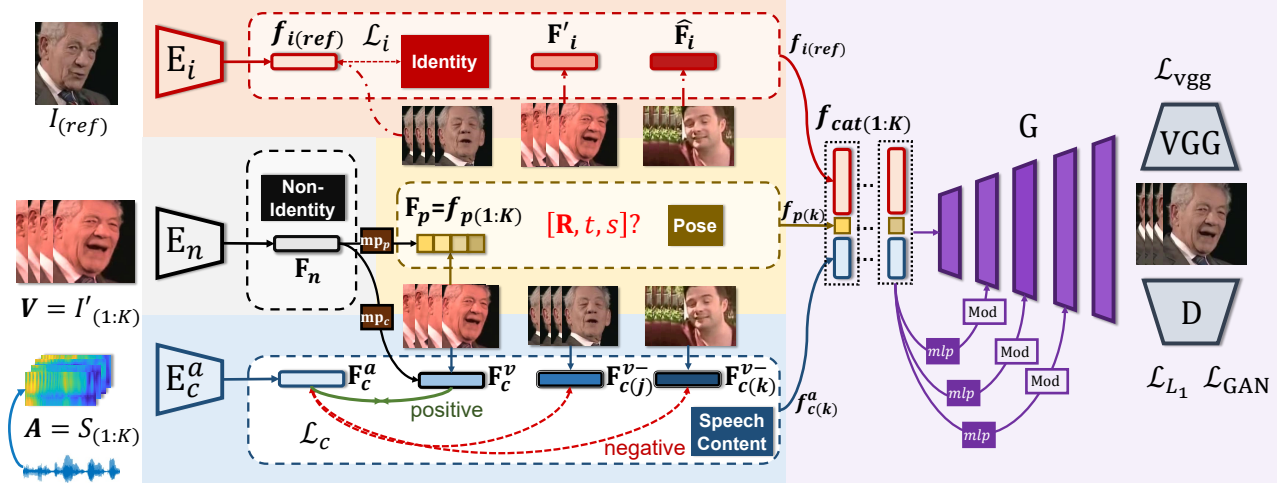 I(ref)
V = I'(1:K)
A = S(1:K)
E_i
f_i(ref)
L_i
Identity
F'_i
F̂_i
E_n
Non-
Identity
F_n
mp_p
mp_c
F_p=f_p(1:K)
[R, t, s]?
Pose
E_c^a
F_c^a
F_c^v
F_c(j)^v-
F_c(k)^v-
positive
L_c
negative
Speech
Content
f_i(ref)
f_p(k)
f_c(k)^a
f_cat(1:K)
...
...
...
G
Mod
Mod
Mod
mlp
mlp
mlp
L_vgg
VGG
D
L_L1 L_GAN